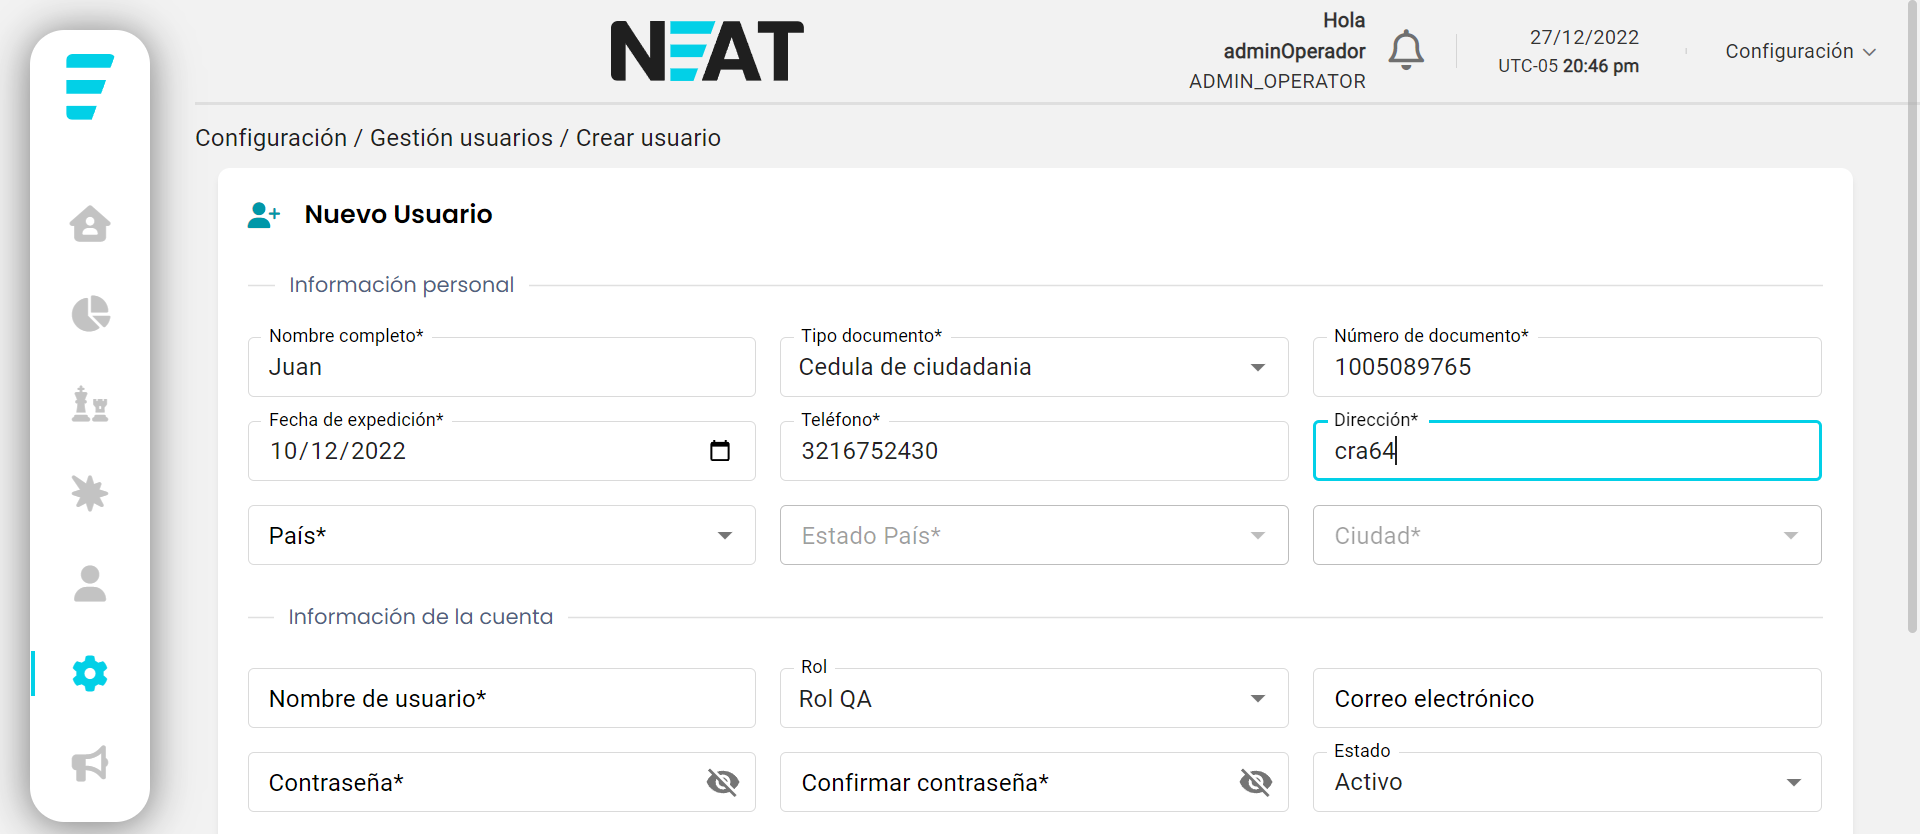 NEAT
Hola
adminOperador
ADMIN_OPERATOR
27/12/2022
UTC-05 20:46 pm
Configuración
Configuración / Gestión usuarios / Crear usuario
Nuevo Usuario
Información personal
Nombre completo*
Juan
Tipo documento*
Cedula de ciudadania
Número de documento*
1005089765
Fecha de expedición*
10/12/2022
Teléfono*
3216752430
Dirección*
cra64
País*
Estado País*
Ciudad*
Información de la cuenta
Nombre de usuario*
Rol
Rol QA
Correo electrónico
Contraseña*
Confirmar contraseña*
Estado
Activo